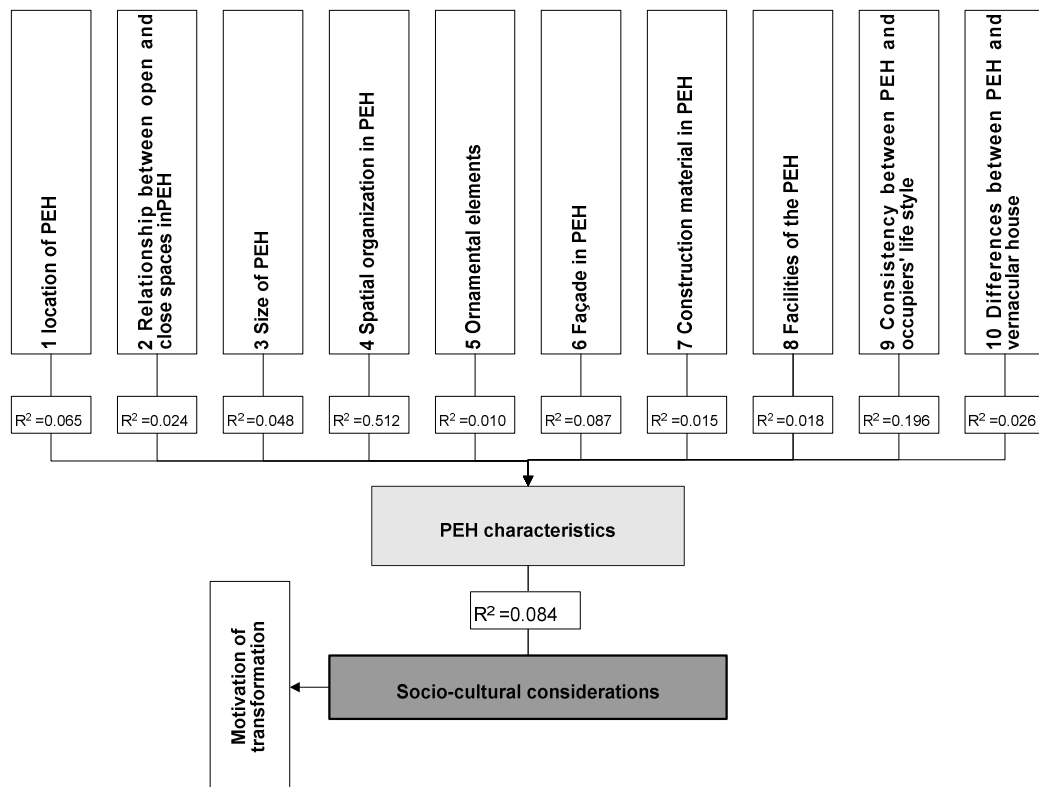 1 location of PEH
2 Relationship between open and
close spaces inPEH
3 Size of PEH
4 Spatial organization in PEH
5 Ornamental elements
6 Façade in PEH
7 Construction material in PEH
8 Facilities of the PEH
9 Consistency between PEH and
occupiers' life style
10 Differences between PEH and
vernacular house
R² =0.065
R² =0.024
R² =0.048
R² =0.512
R² =0.010
R² =0.087
R² =0.015
R² =0.018
R² =0.196
R² =0.026
PEH characteristics
R² =0.084
Motivation of
transformation
Socio-cultural considerations